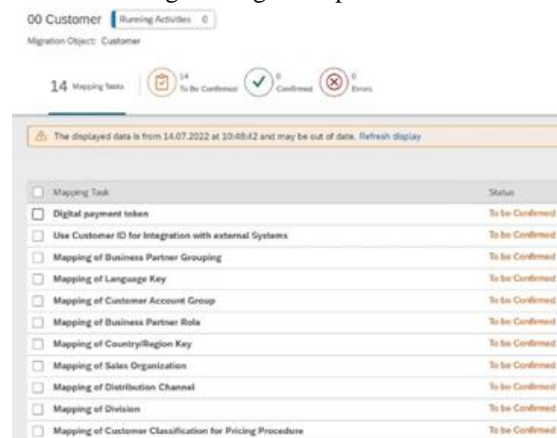 00 Customer Running Activities 0
Migration Object: Customer
14 Mapping Tasks
14 To Be Confirmed
0 Confirmed
0 Errors
The displayed data is from 14.07.2022 at 10:48:42 and may be out of date. Refresh display
Mapping Task Status
Digital payment token To be Confirmed
Use Customer ID for Integration with external Systems To be Confirmed
Mapping of Business Partner Grouping To be Confirmed
Mapping of Language Key To be Confirmed
Mapping of Customer Account Group To be Confirmed
Mapping of Business Partner Role To be Confirmed
Mapping of Country/Region Key To be Confirmed
Mapping of Sales Organization To be Confirmed
Mapping of Distribution Channel To be Confirmed
Mapping of Division To be Confirmed
Mapping of Customer Classification for Pricing Procedure To be Confirmed